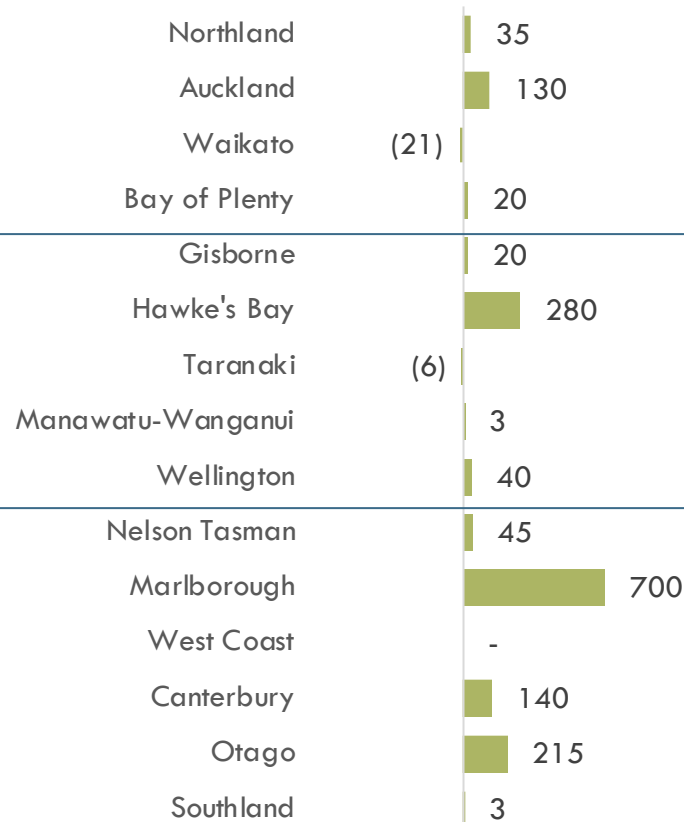 Northland 35
Auckland 130
Waikato (21)
Bay of Plenty 20
Gisborne 20
Hawke's Bay 280
Taranaki (6)
Manawatu-Wanganui 3
Wellington 40
Nelson Tasman 45
Marlborough 700
West Coast -
Canterbury 140
Otago 215
Southland 3